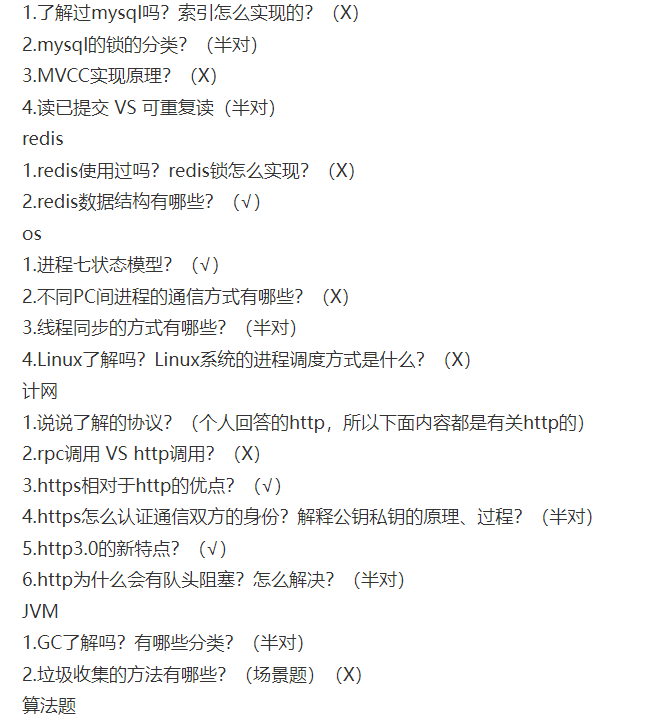 1.了解过mysql吗？索引怎么实现的？（X）
2.mysql的锁的分类？（半对）
3.MVCC实现原理？（X）
4.读已提交 VS 可重复读（半对）
redis
1.redis使用过吗？redis锁怎么实现？（X）
2.redis数据结构有哪些？（√）
os
1.进程七状态模型？（√）
2.不同PC间进程的通信方式有哪些？（X）
3.线程同步的方式有哪些？（半对）
4.Linux了解吗？Linux系统的进程调度方式是什么？（X）
计网
1.说说了解的协议？（个人回答的http，所以下面内容都是有关http的）
2.rpc调用 VS http调用？（X）
3.https相对于http的优点？（√）
4.https怎么认证通信双方的身份？解释公钥私钥的原理、过程？（半对）
5.http3.0的新特点？（√）
6.http为什么会有队头阻塞？怎么解决？（半对）
JVM
1.GC了解吗？有哪些分类？（半对）
2.垃圾收集的方法有哪些？（场景题）（X）
算法题